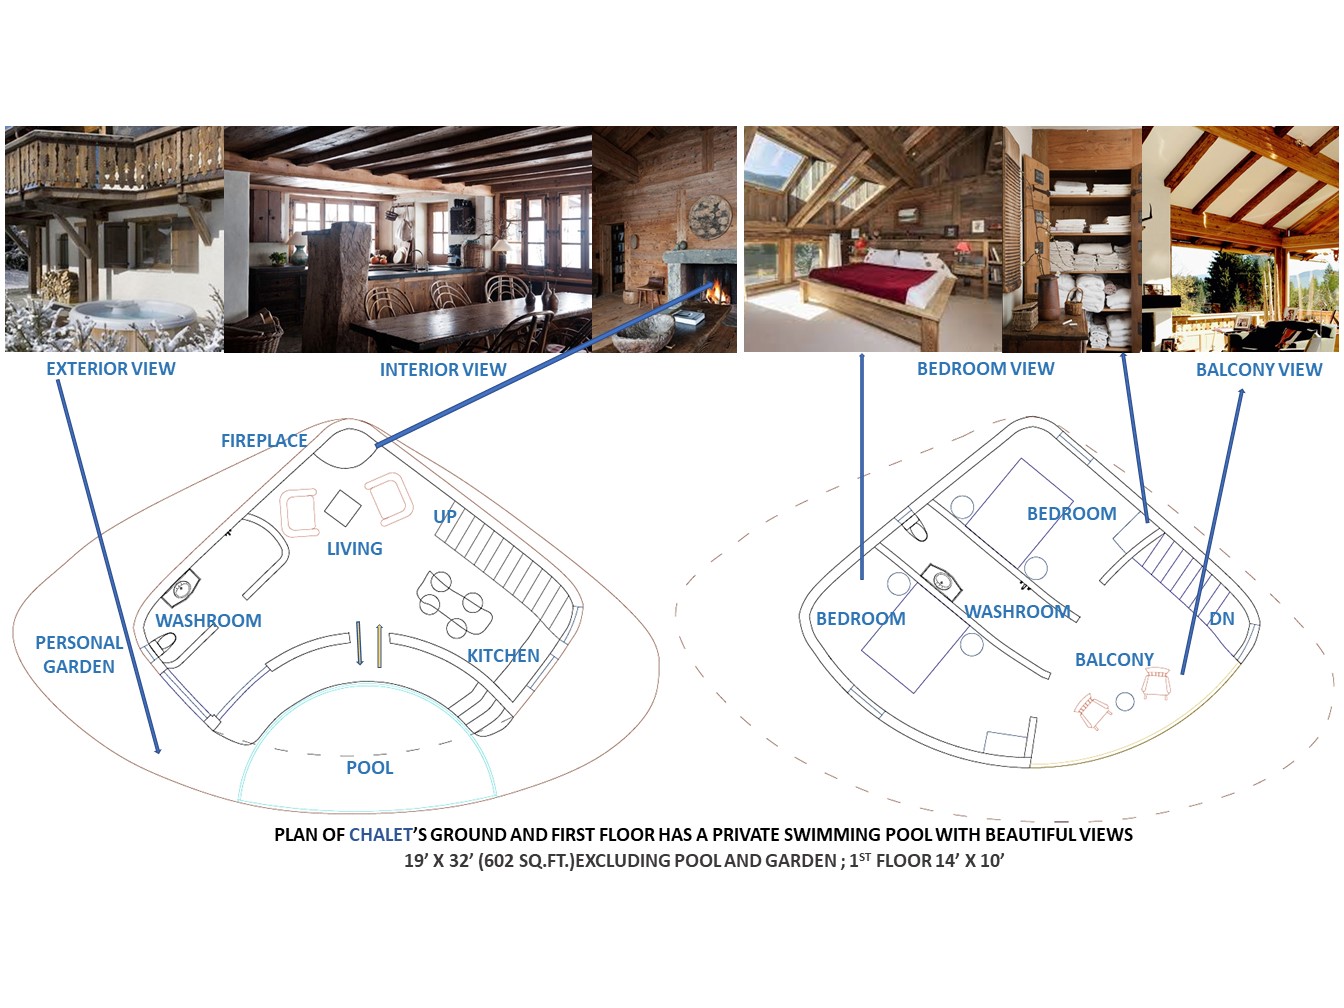 EXTERIOR VIEW
INTERIOR VIEW
BEDROOM VIEW
BALCONY VIEW
FIREPLACE
UP
LIVING
WASHROOM
PERSONAL
GARDEN
KITCHEN
POOL
BEDROOM
BEDROOM
WASHROOM
DN
BALCONY
PLAN OF CHALET’S GROUND AND FIRST FLOOR HAS A PRIVATE SWIMMING POOL WITH BEAUTIFUL VIEWS
19’ X 32’ (602 SQ.FT.)EXCLUDING POOL AND GARDEN ; 1ST FLOOR 14’ X 10’